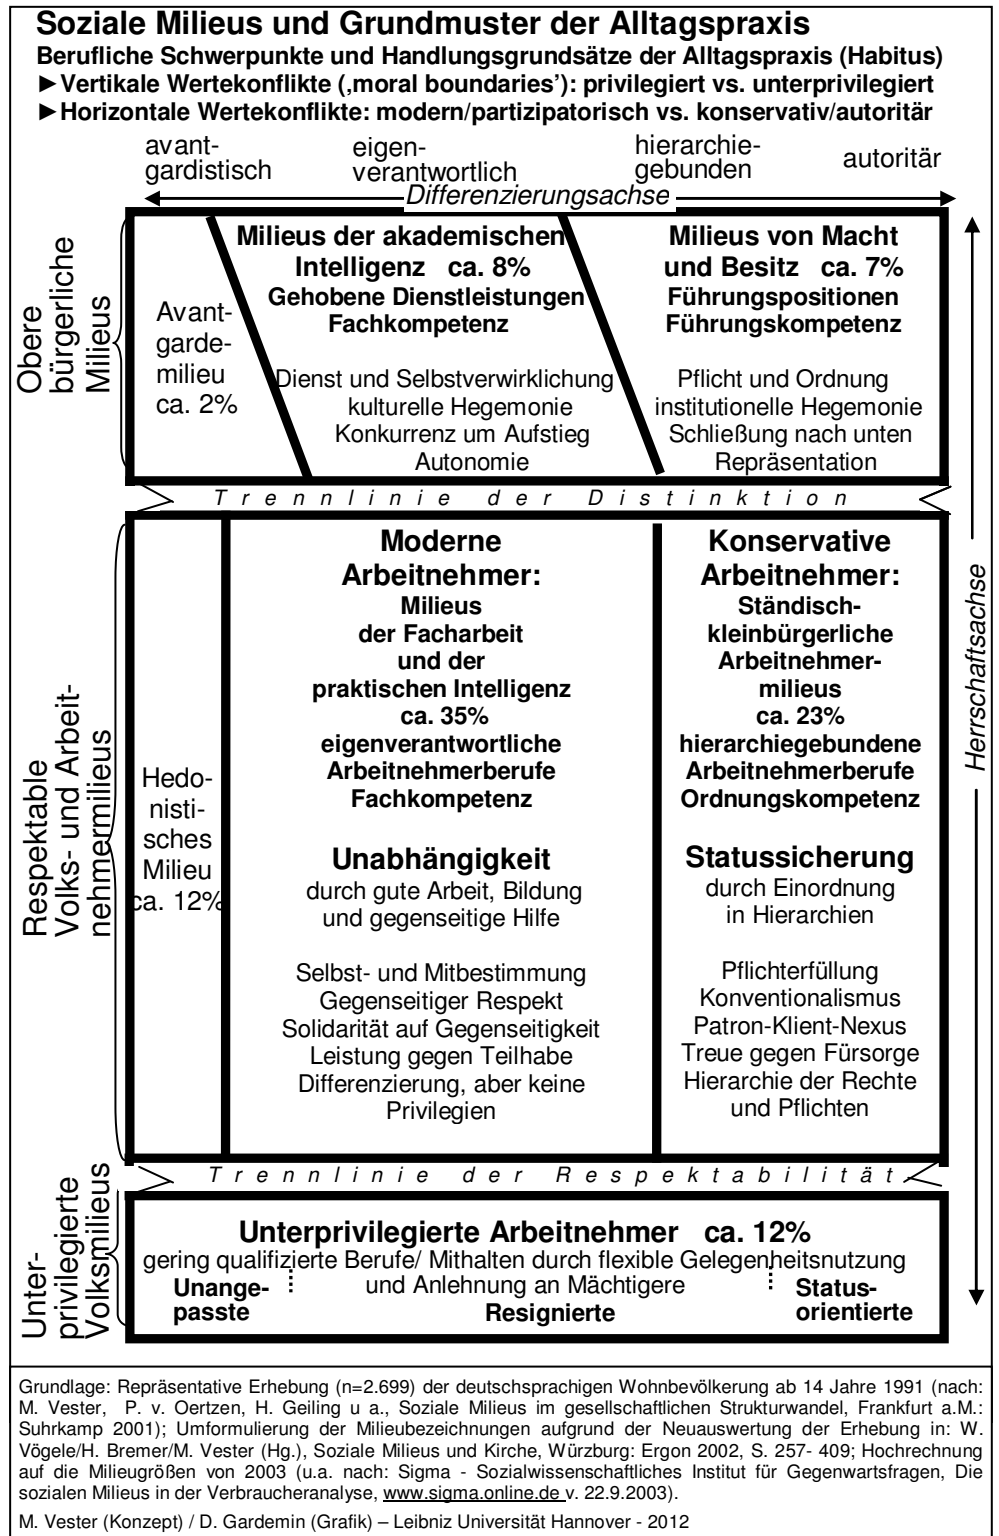 Soziale Milieus und Grundmuster der Alltagspraxis
Berufliche Schwerpunkte und Handlungsgrundsätze der Alltagspraxis (Habitus)
►Vertikale Wertekonflikte (‚moral boundaries’): privilegiert vs. unterprivilegiert
►Horizontale Wertekonflikte: modern/partizipatorisch vs. konservativ/autoritär
avant-
gardistisch
eigen-
verantwortlich
hierarchie-
gebunden
autoritär
Differenzierungsachse
Obere
bürgerliche
Milieus
Avant-
garde-
milieu
ca. 2%
Milieus der akademischen
Intelligenz ca. 8%
Gehobene Dienstleistungen
Fachkompetenz
Dienst und Selbstverwirklichung
kulturelle Hegemonie
Konkurrenz um Aufstieg
Autonomie
Milieus von Macht
und Besitz ca. 7%
Führungspositionen
Führungskompetenz
Pflicht und Ordnung
institutionelle Hegemonie
Schließung nach unten
Repräsentation
Trennlinie der Distinktion
Herrschaftsachse
Respektable
Volks- und Arbeit-
nehmermilieus
Hedo-
nisti-
sches
Milieu
ca. 12%
Moderne
Arbeitnehmer:
Milieus
der Facharbeit
und der
praktischen Intelligenz
ca. 35%
eigenverantwortliche
Arbeitnehmerberufe
Fachkompetenz
Unabhängigkeit
durch gute Arbeit, Bildung
und gegenseitige Hilfe
Selbst- und Mitbestimmung
Gegenseitiger Respekt
Solidarität auf Gegenseitigkeit
Leistung gegen Teilhabe
Differenzierung, aber keine
Privilegien
Konservative
Arbeitnehmer:
Ständisch-
kleinbürgerliche
Arbeitnehmer-
milieus
ca. 23%
hierarchiegebundene
Arbeitnehmerberufe
Ordnungskompetenz
Statussicherung
durch Einordnung
in Hierarchien
Pflichterfüllung
Konventionalismus
Patron-Klient-Nexus
Treue gegen Fürsorge
Hierarchie der Rechte
und Pflichten
Trennlinie der Respektabilität
Unter-
privilegierte
Volksmilieus
Unterprivilegierte Arbeitnehmer ca. 12%
gering qualifizierte Berufe/ Mithalten durch flexible Gelegenheitsnutzung
und Anlehnung an Mächtigere
Unange-
passte
Resignierte
Status-
orientierte
Grundlage: Repräsentative Erhebung (n=2.699) der deutschsprachigen Wohnbevölkerung ab 14 Jahre 1991 (nach:
M. Vester, P. v. Oertzen, H. Geiling u a., Soziale Milieus im gesellschaftlichen Strukturwandel, Frankfurt a.M.:
Suhrkamp 2001); Umformulierung der Milieubezeichnungen aufgrund der Neuauswertung der Erhebung in: W.
Vögele/H. Bremer/M. Vester (Hg.), Soziale Milieus und Kirche, Würzburg: Ergon 2002, S. 257- 409; Hochrechnung
auf die Milieugrößen von 2003 (u.a. nach: Sigma - Sozialwissenschaftliches Institut für Gegenwartsfragen, Die
sozialen Milieus in der Verbraucheranalyse, www.sigma.online.de v. 22.9.2003).
M. Vester (Konzept) / D. Gardemin (Grafik) – Leibniz Universität Hannover - 2012